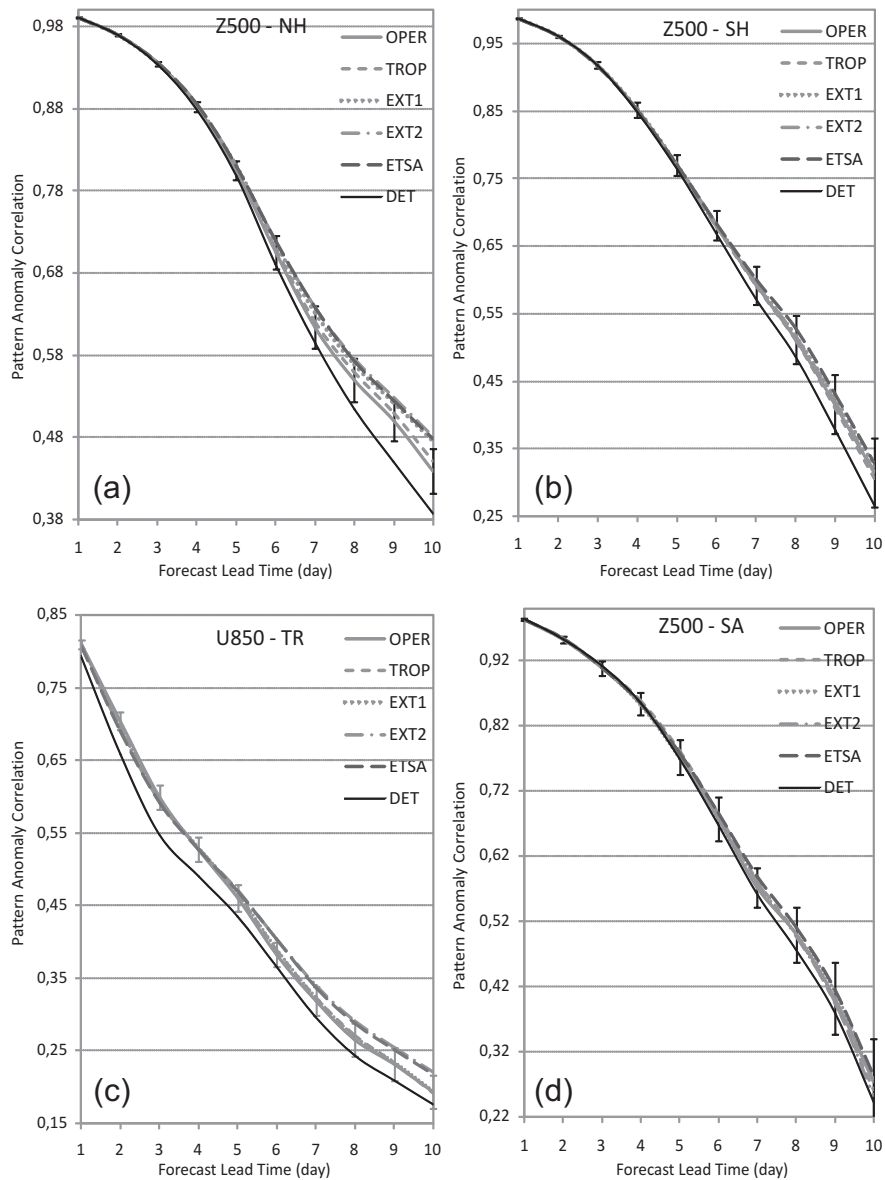 Z500 - NH
OPER
TROP
EXT1
EXT2
ETSA
DET
0,98
0,88
0,78
0,68
0,58
0,48
0,38
Pattern Anomaly Correlation
(a)
1 2 3 4 5 6 7 8 9 10
Forecast Lead Time (day)
Z500 - SH
OPER
TROP
EXT1
EXT2
ETSA
DET
0,95
0,85
0,75
0,65
0,55
0,45
0,35
0,25
Pattern Anomaly Correlation
(b)
1 2 3 4 5 6 7 8 9 10
Forecast Lead Time (day)
U850 - TR
OPER
TROP
EXT1
EXT2
ETSA
DET
0,85
0,75
0,65
0,55
0,45
0,35
0,25
0,15
Pattern Anomaly Correlation
(c)
1 2 3 4 5 6 7 8 9 10
Forecast Lead Time (day)
Z500 - SA
OPER
TROP
EXT1
EXT2
ETSA
DET
0,92
0,82
0,72
0,62
0,52
0,42
0,32
0,22
Pattern Anomaly Correlation
(d)
1 2 3 4 5 6 7 8 9 10
Forecast Lead Time (day)